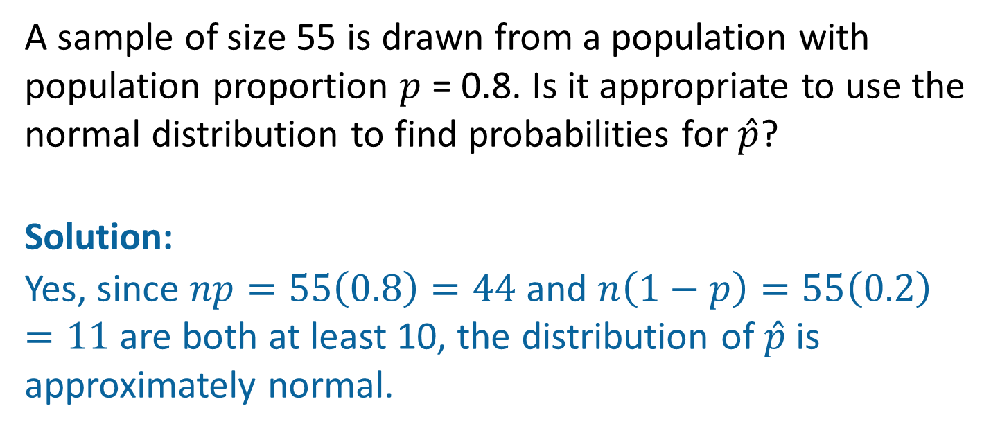 A sample of size 55 is drawn from a population with
population proportion p = 0.8. Is it appropriate to use the
normal distribution to find probabilities for p̂?
Solution:
Yes, since np = 55(0.8) = 44 and n(1 − p) = 55(0.2)
= 11 are both at least 10, the distribution of p̂ is
approximately normal.